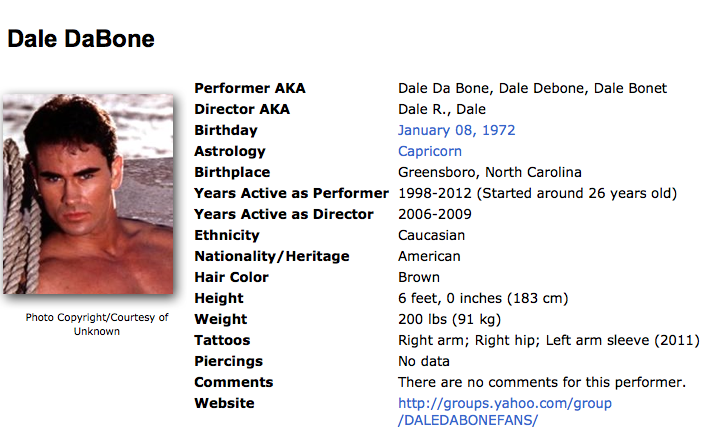 Dale DaBone
Performer AKA Dale Da Bone, Dale Debone, Dale Bonet
Director AKA Dale R., Dale
Birthday January 08, 1972
Astrology Capricorn
Birthplace Greensboro, North Carolina
Years Active as Performer 1998-2012 (Started around 26 years old)
Years Active as Director 2006-2009
Ethnicity Caucasian
Nationality/Heritage American
Hair Color Brown
Height 6 feet, 0 inches (183 cm)
Weight 200 lbs (91 kg)
Tattoos Right arm; Right hip; Left arm sleeve (2011)
Piercings No data
Comments There are no comments for this performer.
Website http://groups.yahoo.com/group
/DALEDABONEFANS/
Photo Copyright/Courtesy of
Unknown